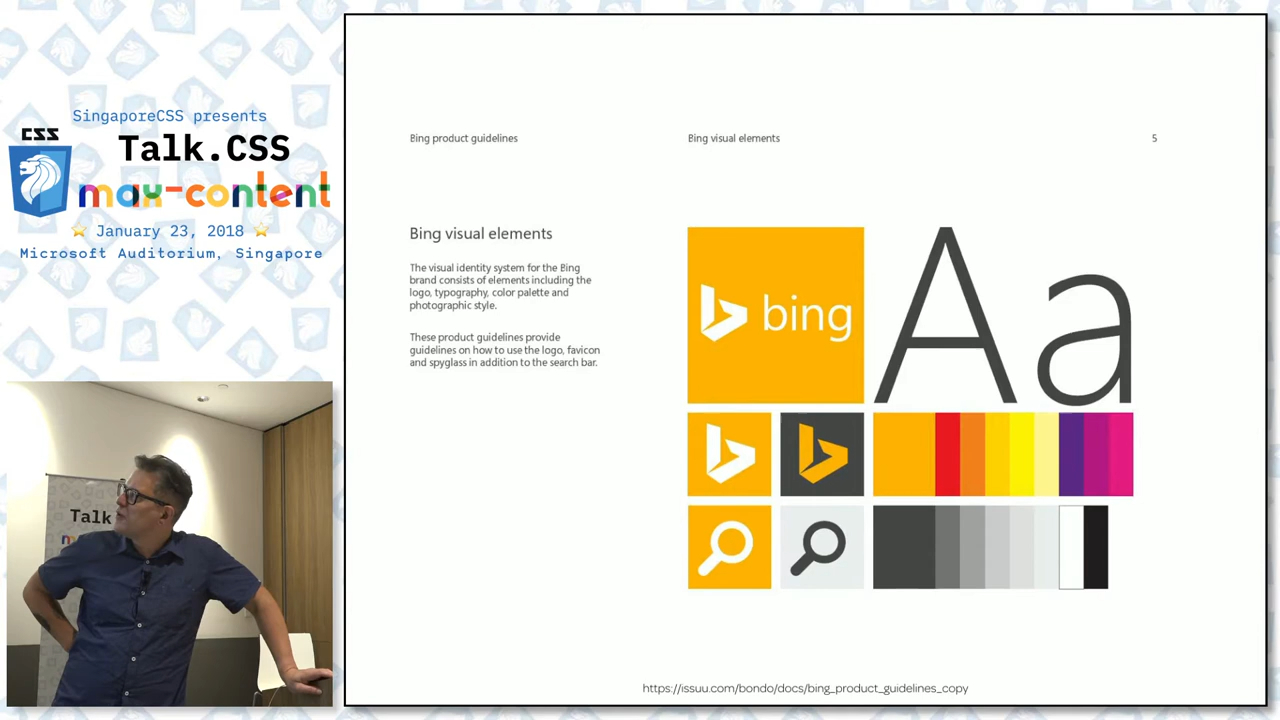 SingaporeCSS presents
CSS
Talk.CSS
max-content
January 23, 2018
Microsoft Auditorium, Singapore
Talk
Bing product guidelines
Bing visual elements
5
Bing visual elements
The visual identity system for the Bing
brand consists of elements including the
logo, typography, color palette and
photographic style.
These product guidelines provide
guidelines on how to use the logo, favicon
and spyglass in addition to the search bar.
bing
Aa
https://issuu.com/bondo/docs/bing_product_guidelines_copy